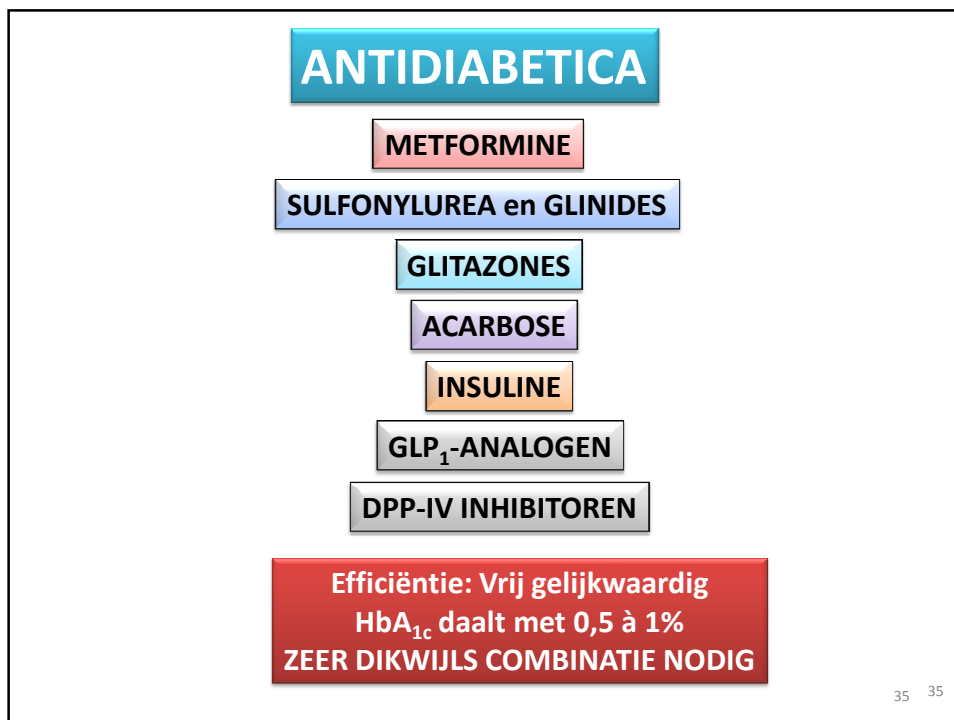 ANTIDIABETICA
METFORMINE
SULFONYLUREA en GLINIDES
GLITAZONES
ACARBOSE
INSULINE
GLP₁-ANALOGEN
DPP-IV INHIBITOREN
Efficiëntie: Vrij gelijkwaardig
HbA₁c daalt met 0,5 à 1%
ZEER DIKWIJLS COMBINATIE NODIG
35 35